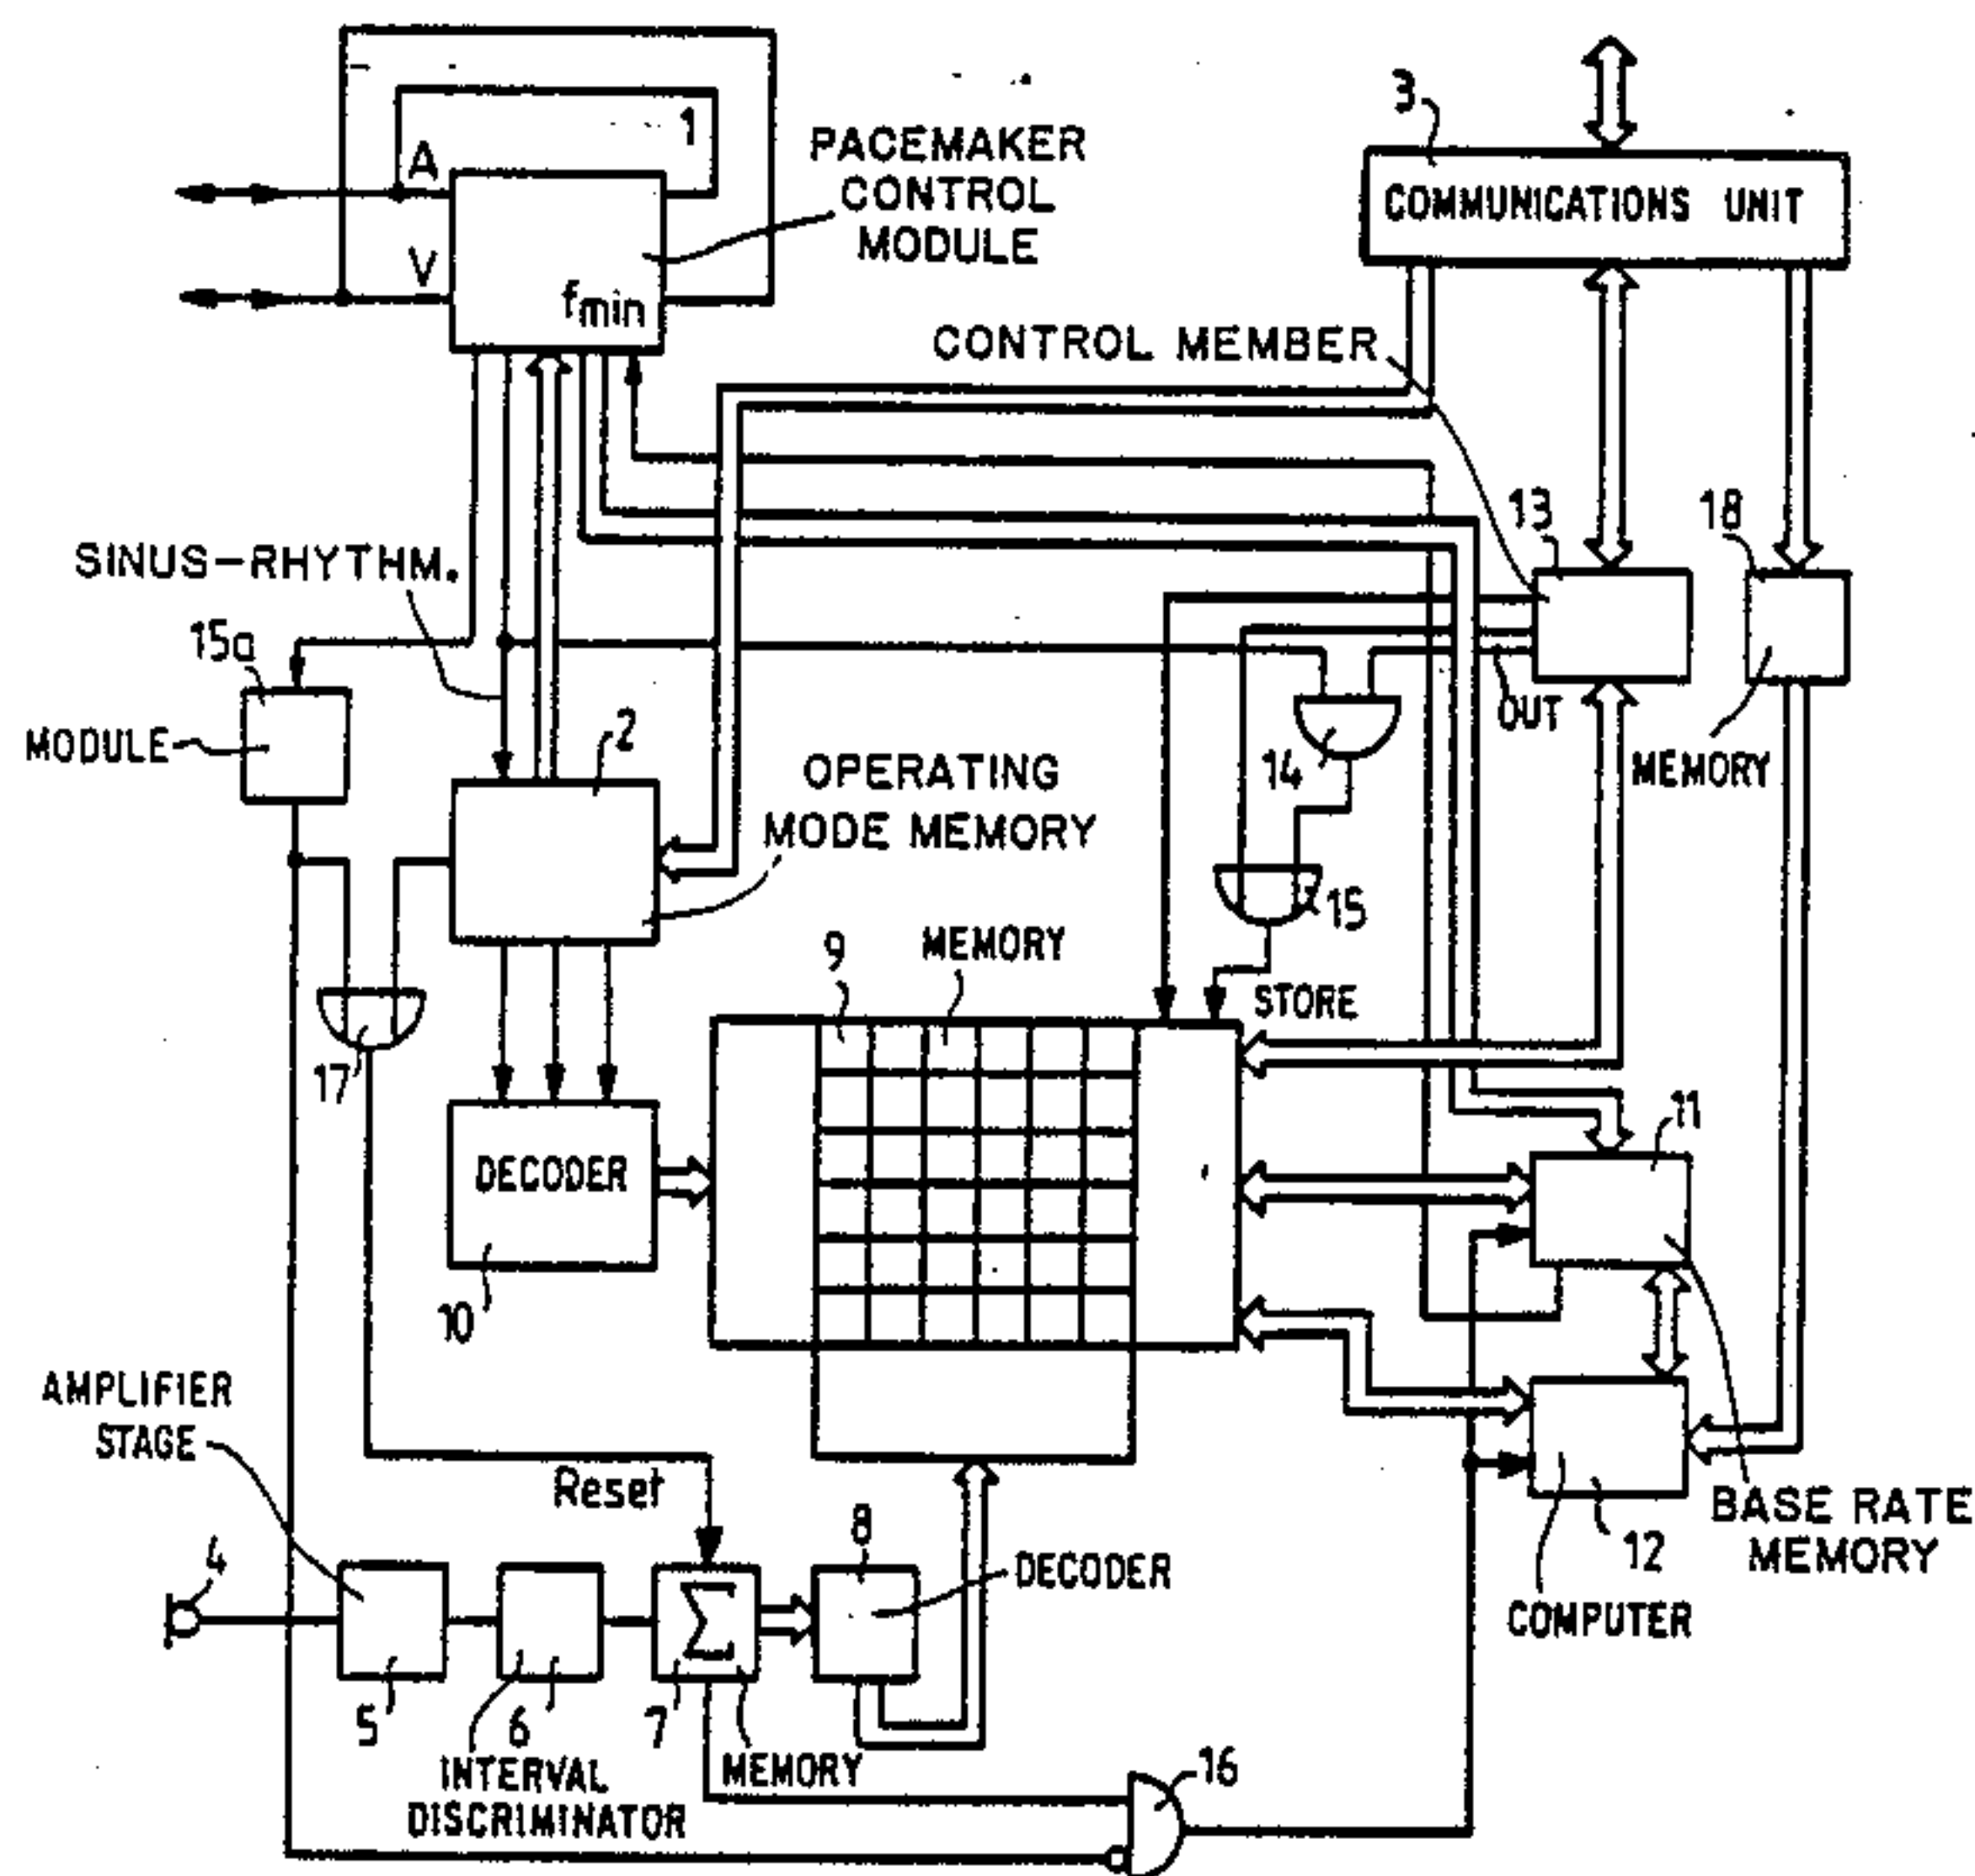 1
A
V
fmin
PACEMAKER
CONTROL
MODULE
3
COMMUNICATIONS UNIT
CONTROL MEMBER
SINUS-RHYTHM.
13
18
15a
MODULE
2
OPERATING
MODE MEMORY
14
OUT
MEMORY
15
9
MEMORY
STORE
17
DECODER
10
11
AMPLIFIER
STAGE
Reset
BASE RATE
MEMORY
12
COMPUTER
4
8
DECODER
Σ
5
6
7
MEMORY
INTERVAL
DISCRIMINATOR
16